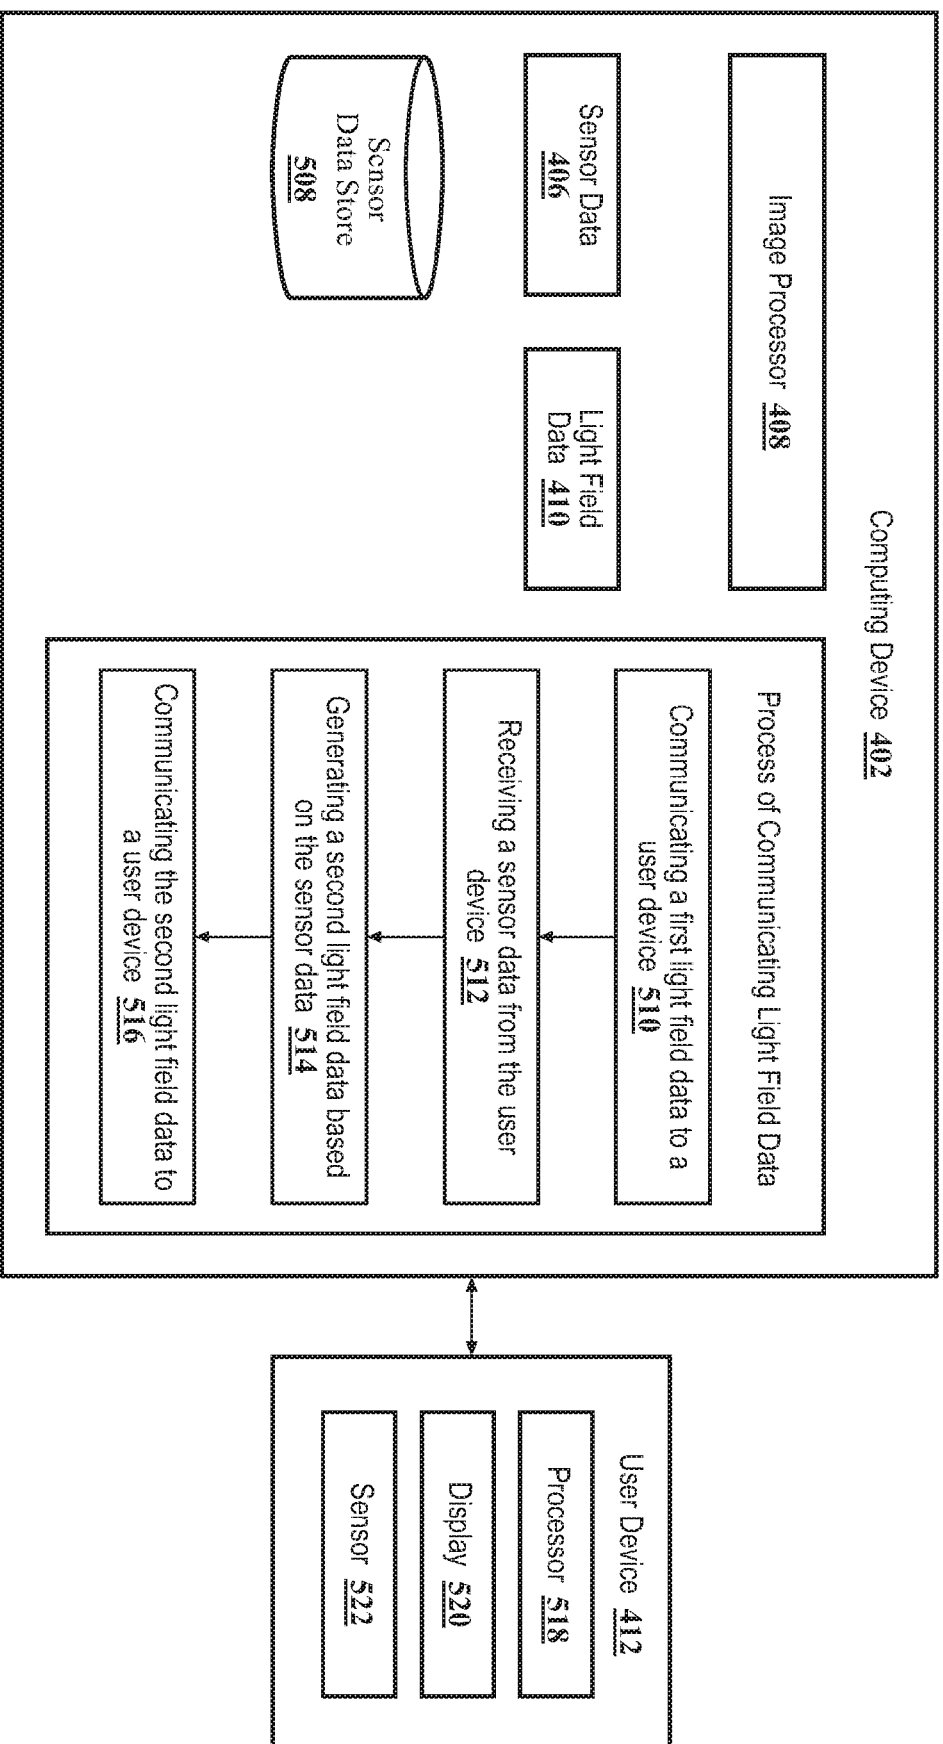 Computing Device 402
Image Processor 408
Sensor Data
406
Light Field
Data 410
Sensor
Data Store
508
Process of Communicating Light Field Data
Communicating a first light field data to a
user device 510
Receiving a sensor data from the user
device 512
Generating a second light field data based
on the sensor data 514
Communicating the second light field data to
a user device 516
User Device 412
Processor 518
Display 520
Sensor 522